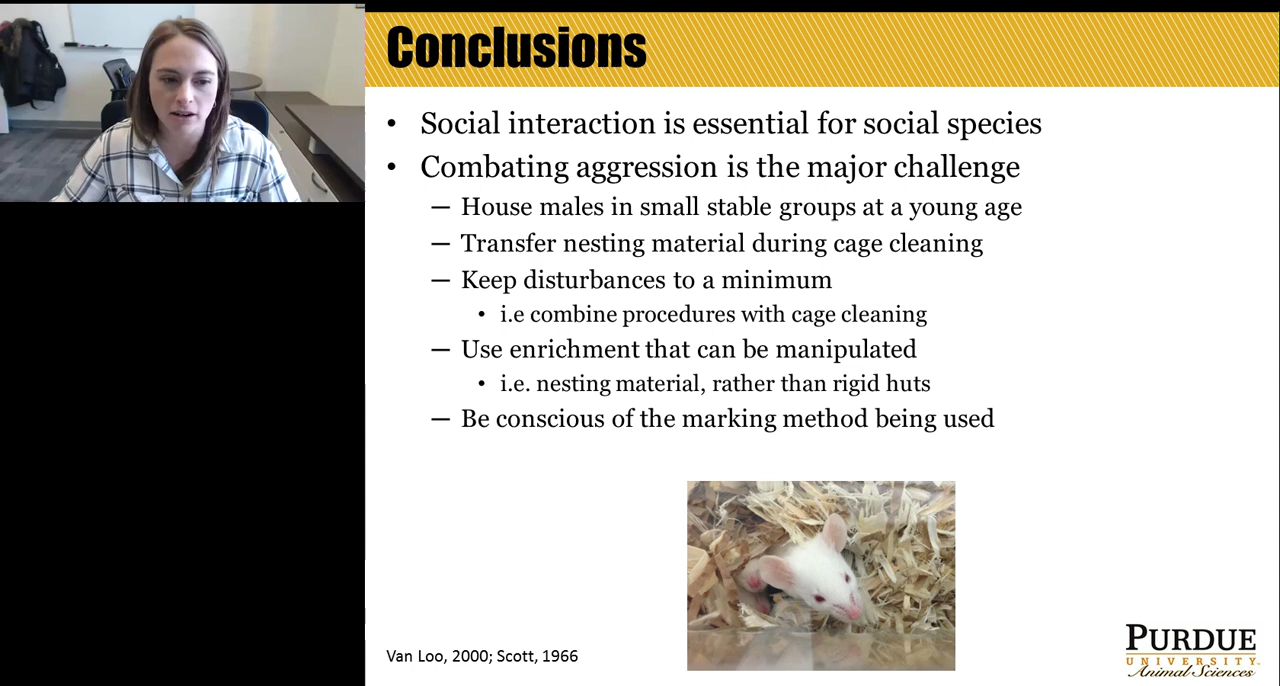 Conclusions
• Social interaction is essential for social species
• Combating aggression is the major challenge
— House males in small stable groups at a young age
— Transfer nesting material during cage cleaning
— Keep disturbances to a minimum
• i.e combine procedures with cage cleaning
— Use enrichment that can be manipulated
• i.e. nesting material, rather than rigid huts
— Be conscious of the marking method being used
Van Loo, 2000; Scott, 1966
PURDUE
UNIVERSITY
Animal Sciences